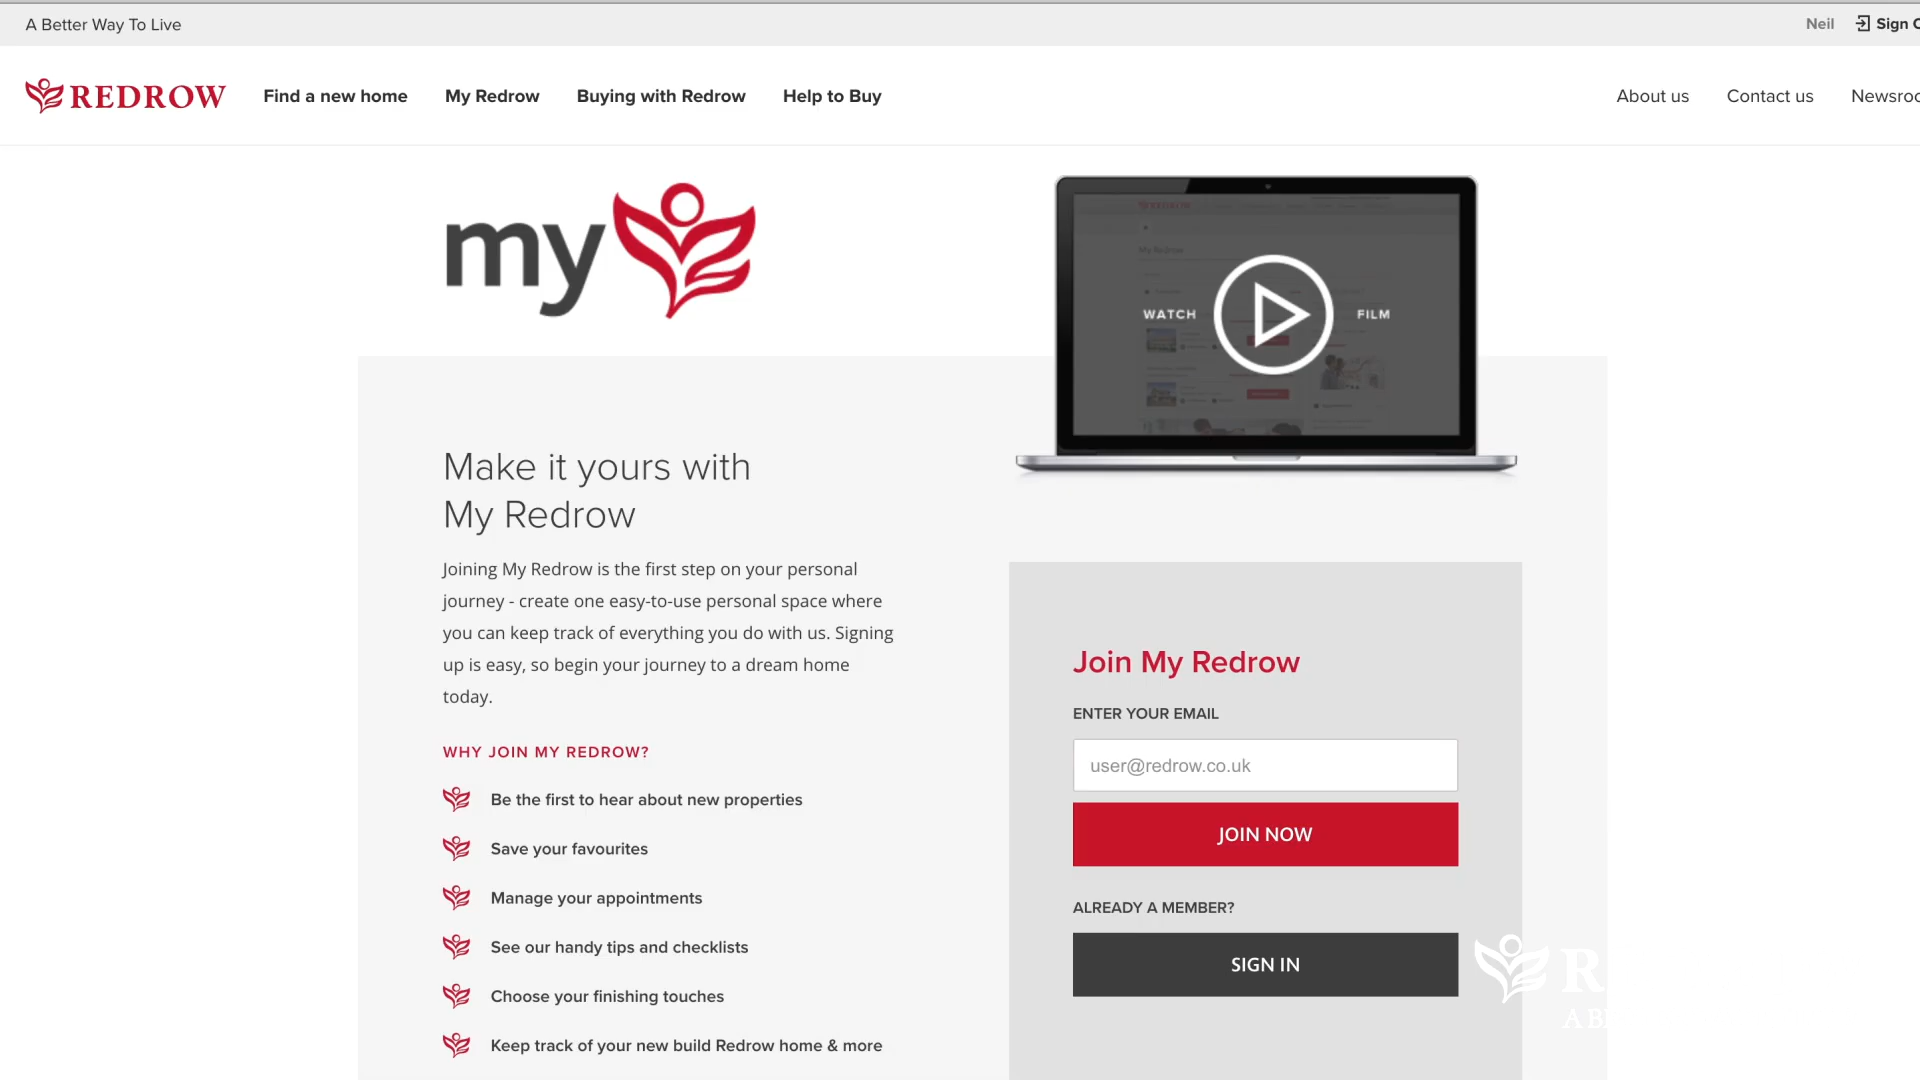 A Better Way To Live
Neil
Sign
REDROW
Find a new home
My Redrow
Buying with Redrow
Help to Buy
About us
Contact us
my
WATCH
FILM
Make it yours with
My Redrow
Joining My Redrow is the first step on your personal
journey - create one easy-to-use personal space where
you can keep track of everything you do with us. Signing
up is easy, so begin your journey to a dream home
today.
WHY JOIN MY REDROW?
Be the first to hear about new properties
Save your favourites
Manage your appointments
See our handy tips and checklists
Choose your finishing touches
Keep track of your new build Redrow home & more
Join My Redrow
ENTER YOUR EMAIL
user@redrow.co.uk
JOIN NOW
ALREADY A MEMBER?
SIGN IN